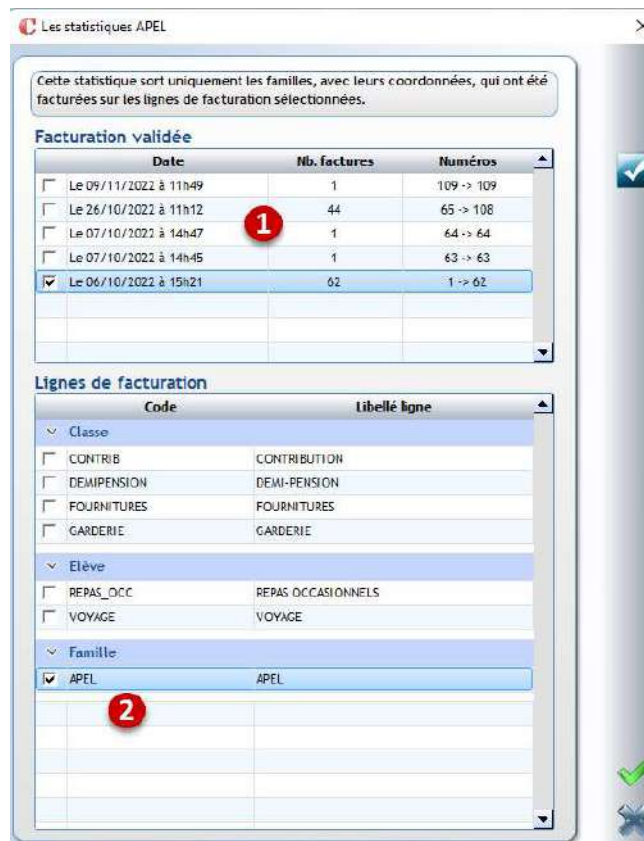 Les statistiques APEL
Cette statistique sort uniquement les familles, avec leurs coordonnées, qui ont été
facturées sur les lignes de facturation sélectionnées.
Facturation validée
Date Nb. factures Numéros
Le 09/11/2022 à 11h49 1 109 -> 109
Le 26/10/2022 à 11h12 44 65 -> 108
1
Le 07/10/2022 à 14h47 1 64 -> 64
Le 07/10/2022 à 14h45 1 63 -> 63
Le 06/10/2022 à 15h21 62 1 -> 62
Lignes de facturation
Code Libellé ligne
Classe
CONTRIB CONTRIBUTION
DEMIPENSION DEMI-PENSION
FOURNITURES FOURNITURES
GARDERIE GARDERIE
Elève
REPAS_OCC REPAS OCCASIONNELS
VOYAGE VOYAGE
Famille
APEL APEL
2